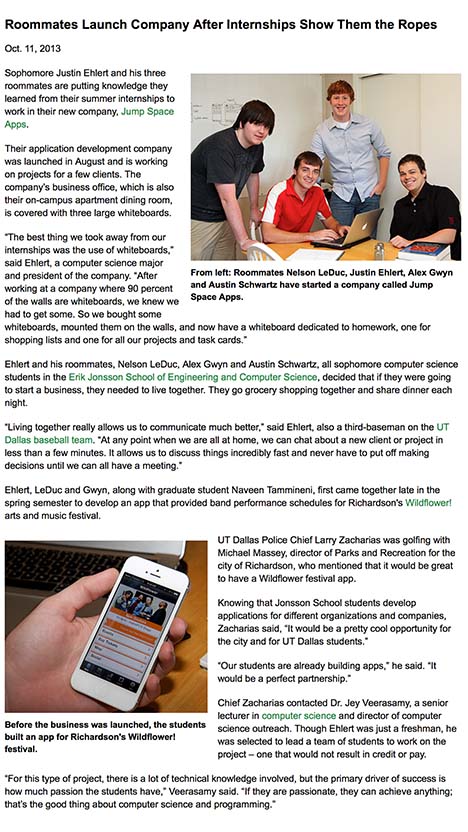 Roommates Launch Company After Internships Show Them the Ropes
Oct. 11, 2013
Sophomore Justin Ehlert and his three
roommates are putting knowledge they
learned from their summer internships to
work in their new company, Jump Space
Apps.
Their application development company
was launched in August and is working
on projects for a few clients. The
company's business office, which is also
their on-campus apartment dining room,
is covered with three large whiteboards.
"The best thing we took away from our
internships was the use of whiteboards,"
said Ehlert, a computer science major
and president of the company. "After
working at a company where 90 percent
of the walls are whiteboards, we knew we
had to get some. So we bought some
whiteboards, mounted them on the walls, and now have a whiteboard dedicated to homework, one for
shopping lists and one for all our projects and task cards."
From left: Roommates Nelson LeDuc, Justin Ehlert, Alex Gwyn
and Austin Schwartz have started a company called Jump
Space Apps.
Ehlert and his roommates, Nelson LeDuc, Alex Gwyn and Austin Schwartz, all sophomore computer science
students in the Erik Jonsson School of Engineering and Computer Science, decided that if they were going
to start a business, they needed to live together. They go grocery shopping together and share dinner each
night.
"Living together really allows us to communicate much better," said Ehlert, also a third-baseman on the UT
Dallas baseball team. "At any point when we are all at home, we can chat about a new client or project in
less than a few minutes. It allows us to discuss things incredibly fast and never have to put off making
decisions until we can all have a meeting."
Ehlert, LeDuc and Gwyn, along with graduate student Naveen Tammineni, first came together late in the
spring semester to develop an app that provided band performance schedules for Richardson's Wildflower!
arts and music festival.
UT Dallas Police Chief Larry Zacharias was golfing with
Michael Massey, director of Parks and Recreation for the
city of Richardson, who mentioned that it would be great
to have a Wildflower festival app.
Knowing that Jonsson School students develop
applications for different organizations and companies,
Zacharias said, "It would be a pretty cool opportunity for
the city and for UT Dallas students."
"Our students are already building apps," he said. "It
would be a perfect partnership."
Chief Zacharias contacted Dr. Jey Veerasamy, a senior
lecturer in computer science and director of computer
science outreach. Though Ehlert was just a freshman, he
was selected to lead a team of students to work on the
project – one that would not result in credit or pay.
Before the business was launched, the students
built an app for Richardson's Wildflower!
festival.
"For this type of project, there is a lot of technical knowledge involved, but the primary driver of success is
how much passion the students have," Veerasamy said. "If they are passionate, they can achieve anything;
that's the good thing about computer science and programming."